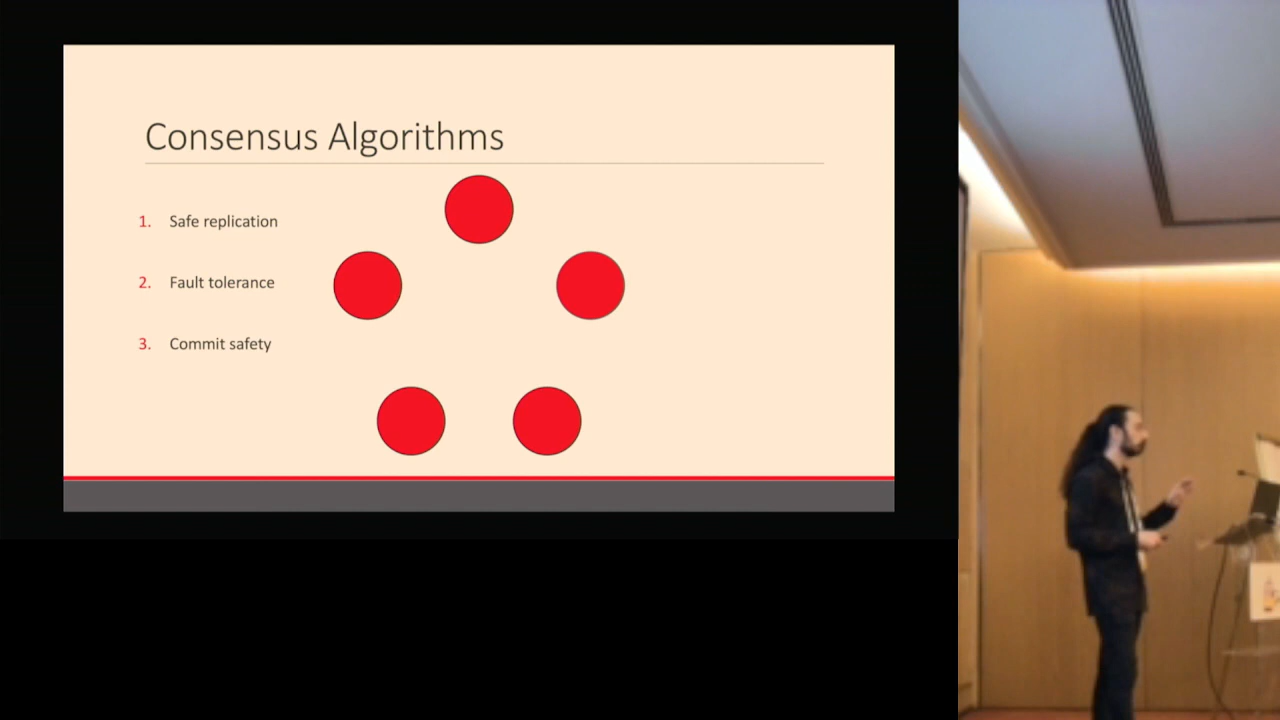 Consensus Algorithms
1. Safe replication
2. Fault tolerance
3. Commit safety